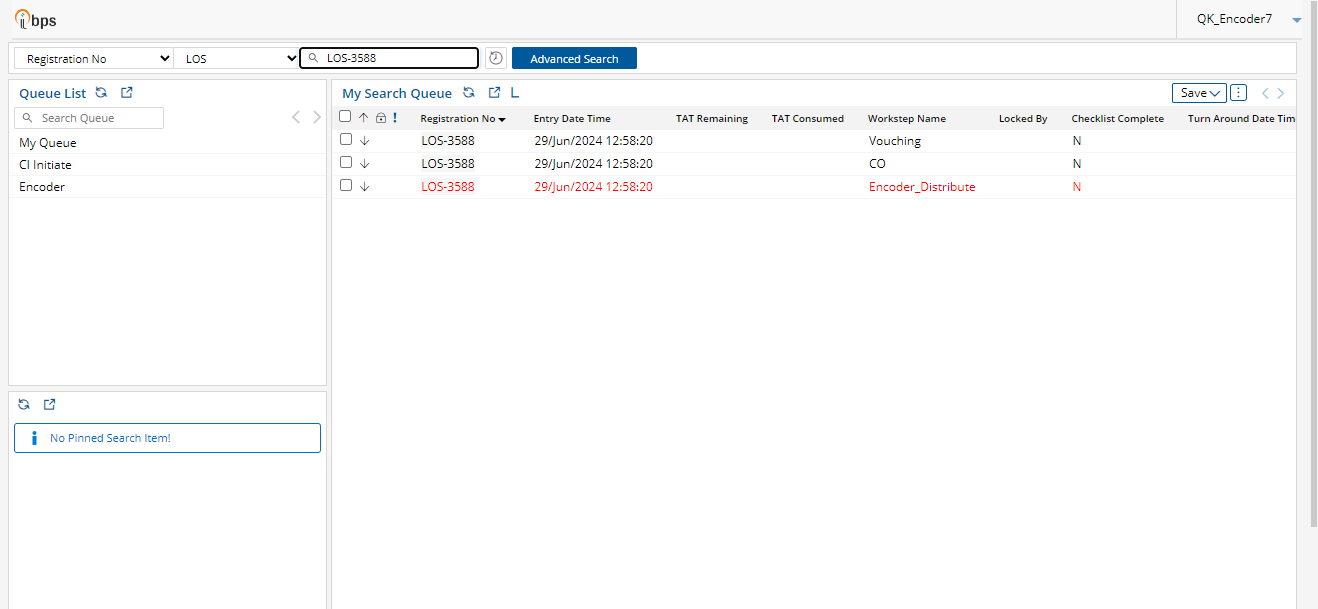 ibps
QK_Encoder7
Registration No LOS LOS-3588 Advanced Search
Queue List
Search Queue
My Queue
CI Initiate
Encoder
No Pinned Search Item!
My Search Queue L Save
! Registration No Entry Date Time TAT Remaining TAT Consumed Workstep Name Locked By Checklist Complete Turn Around Date Tim
LOS-3588 29/Jun/2024 12:58:20 Vouching N
LOS-3588 29/Jun/2024 12:58:20 CO N
LOS-3588 29/Jun/2024 12:58:20 Encoder_Distribute N